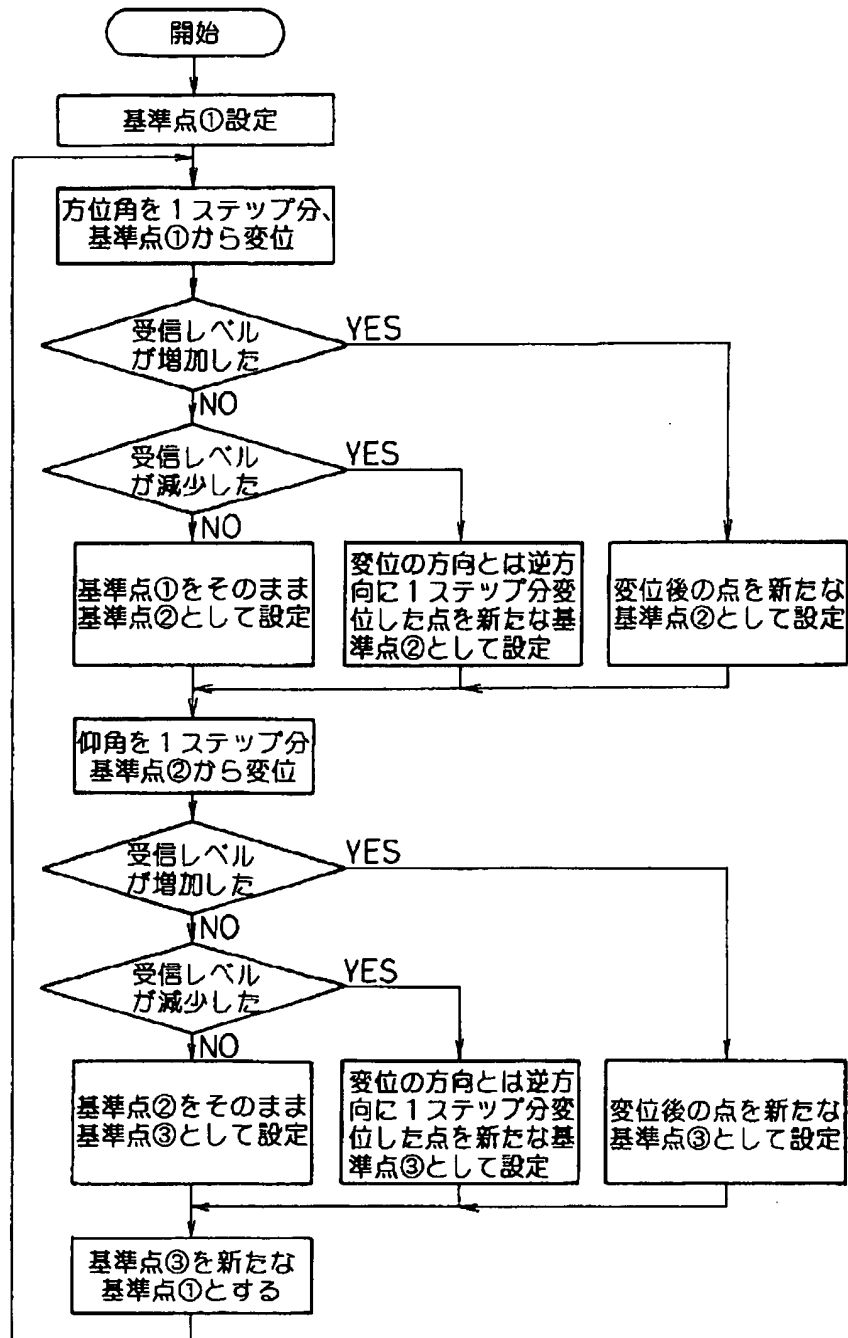 開始
基準点①設定
方位角を1ステップ分、
基準点①から変位
受信レベル
が増加した
YES
NO
受信レベル
が減少した
YES
NO
基準点①をそのまま
基準点②として設定
変位の方向とは逆方
向に1ステップ分変
位した点を新たな基
準点②として設定
変位後の点を新たな
基準点②として設定
仰角を1ステップ分
基準点②から変位
受信レベル
が増加した
YES
NO
受信レベル
が減少した
YES
NO
基準点②をそのまま
基準点③として設定
変位の方向とは逆方
向に1ステップ分変
位した点を新たな基
準点③として設定
変位後の点を新たな
基準点③として設定
基準点③を新たな
基準点①とする